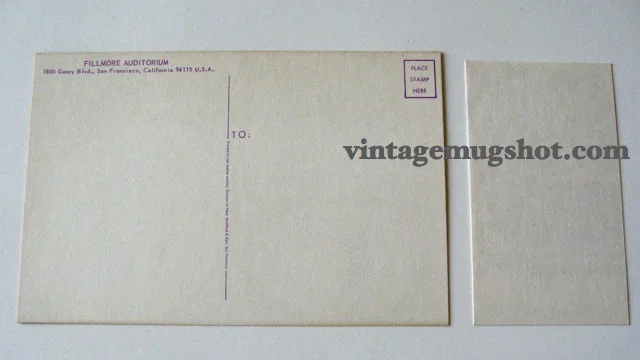 FILLMORE AUDITORIUM
1805 Geary Blvd., San Francisco, California 94115 U.S.A.
PLACE
STAMP
HERE
TO:
vintagemugshot.com